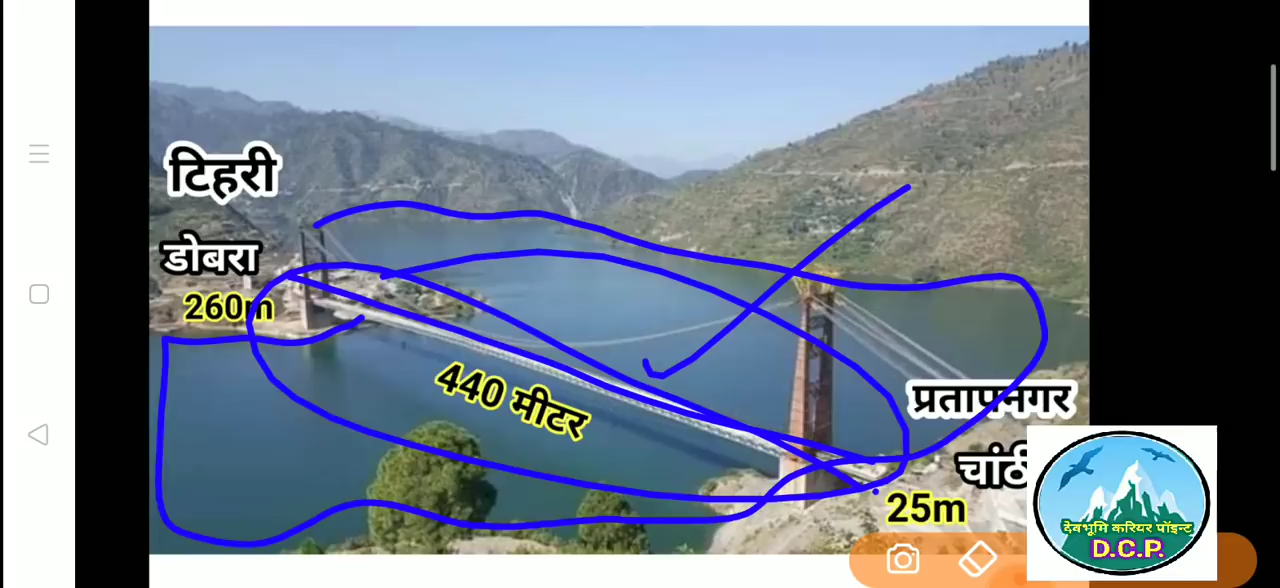 टिहरी
डोबरा
260m
440 मीटर
प्रतापनगर
चांठी
25m
देवभूमि करियर पॉइन्ट
D.C.P.